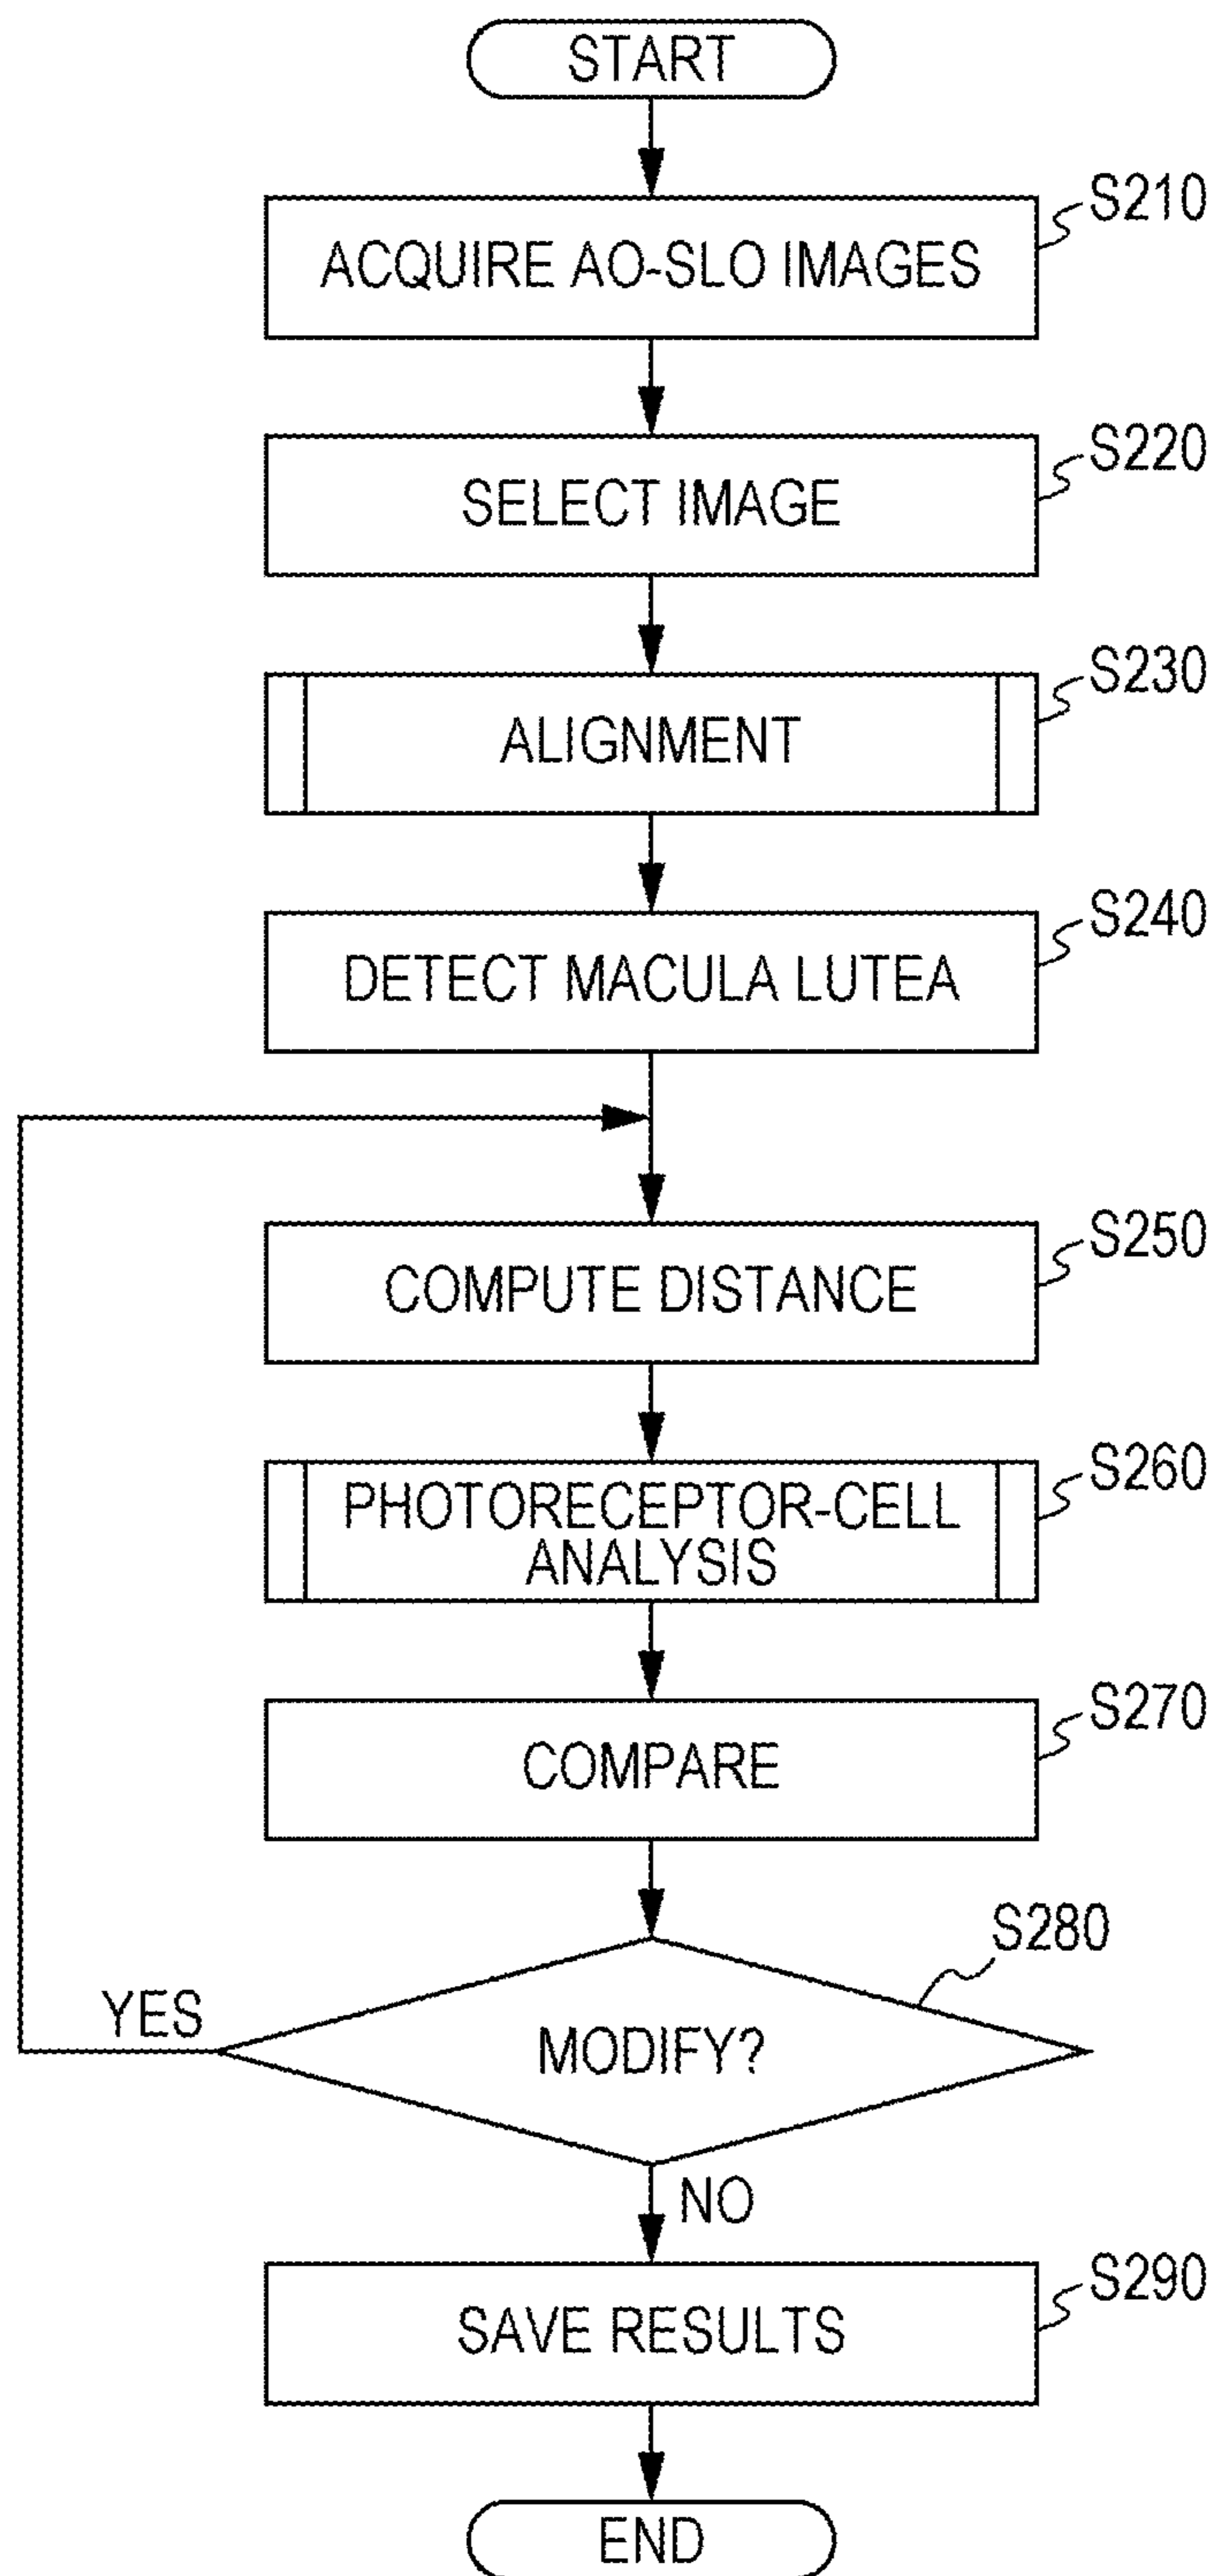 START
S210
ACQUIRE AO-SLO IMAGES
S220
SELECT IMAGE
S230
ALIGNMENT
S240
DETECT MACULA LUTEA
S250
COMPUTE DISTANCE
S260
PHOTORECEPTOR-CELL
ANALYSIS
S270
COMPARE
S280
YES
MODIFY?
NO
S290
SAVE RESULTS
END